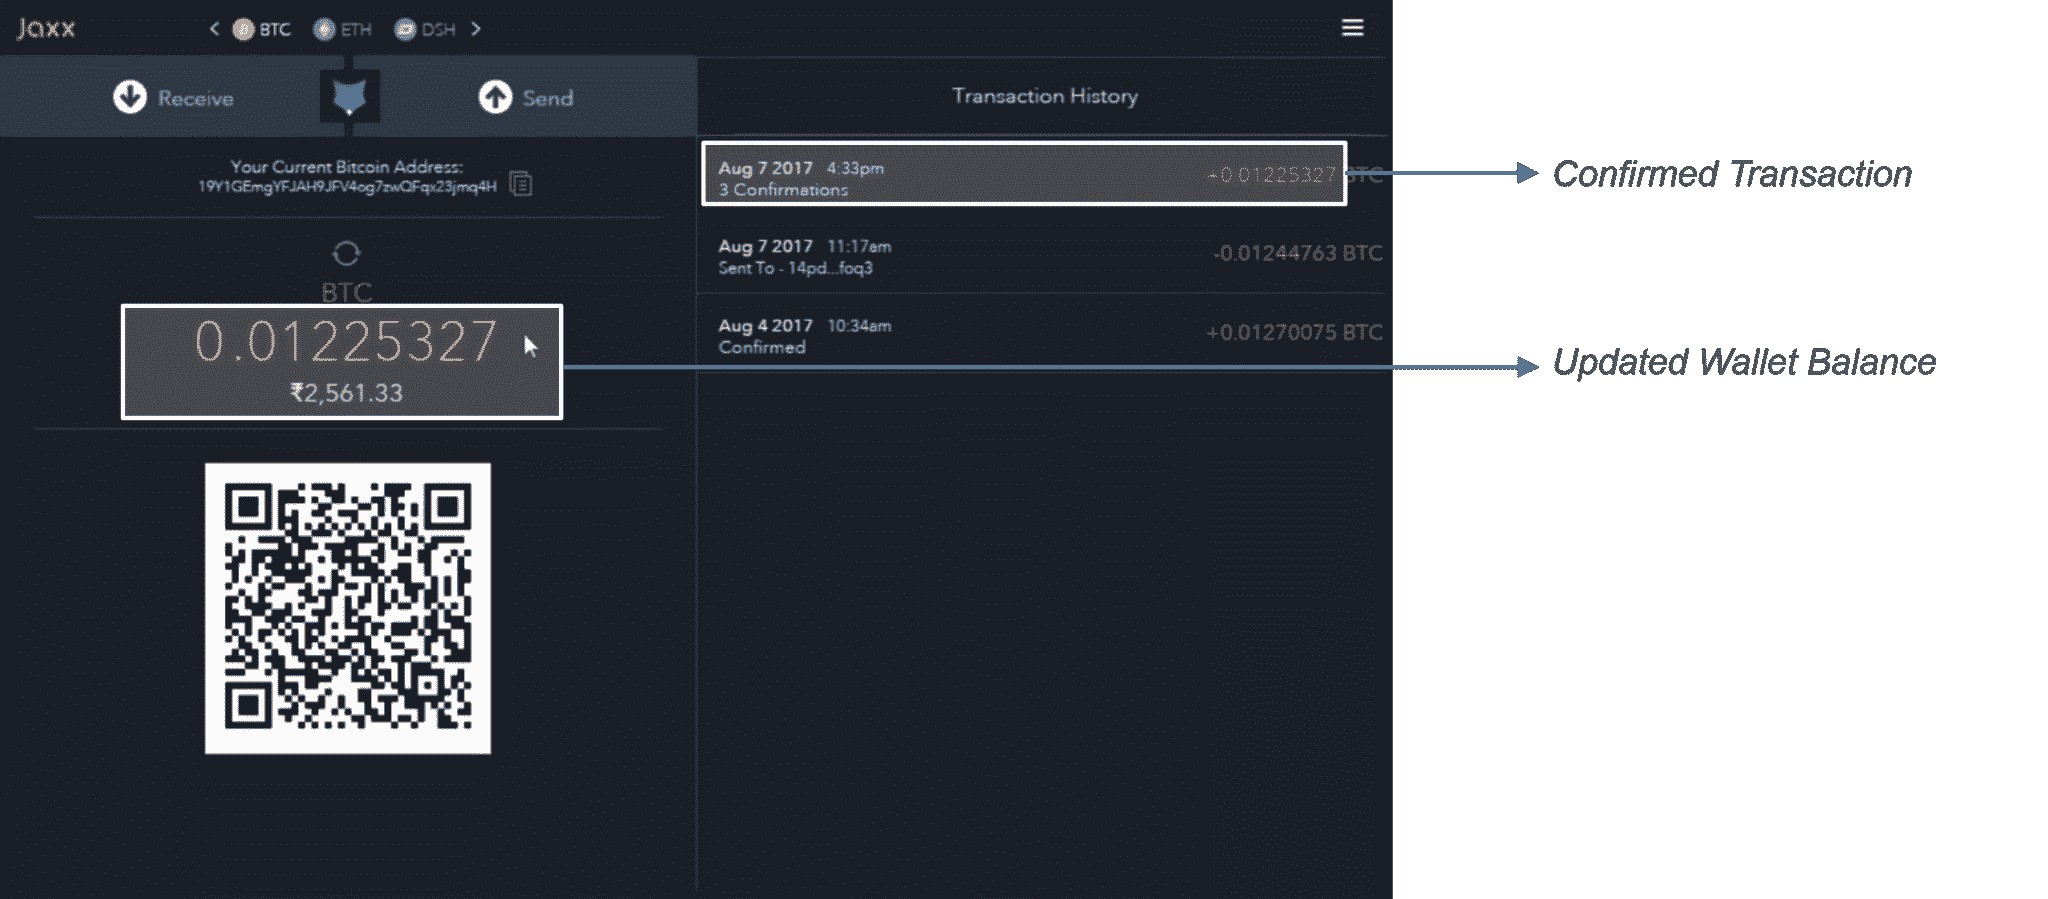 Jaxx
BTC ETH DSH
Receive
Send
Your Current Bitcoin Address:
19Y1GEmgYFJAH9JFV4og7zwQFqx23jmq4H
BTC
0.01225327
₹2,561.33
Transaction History
Aug 7 2017 4:33pm
3 Confirmations
+0.01225327 BTC
Aug 7 2017 11:17am
Sent To - 14pd...foq3
-0.01244763 BTC
Aug 4 2017 10:34am
Confirmed
+0.01270075 BTC
Confirmed Transaction
Updated Wallet Balance